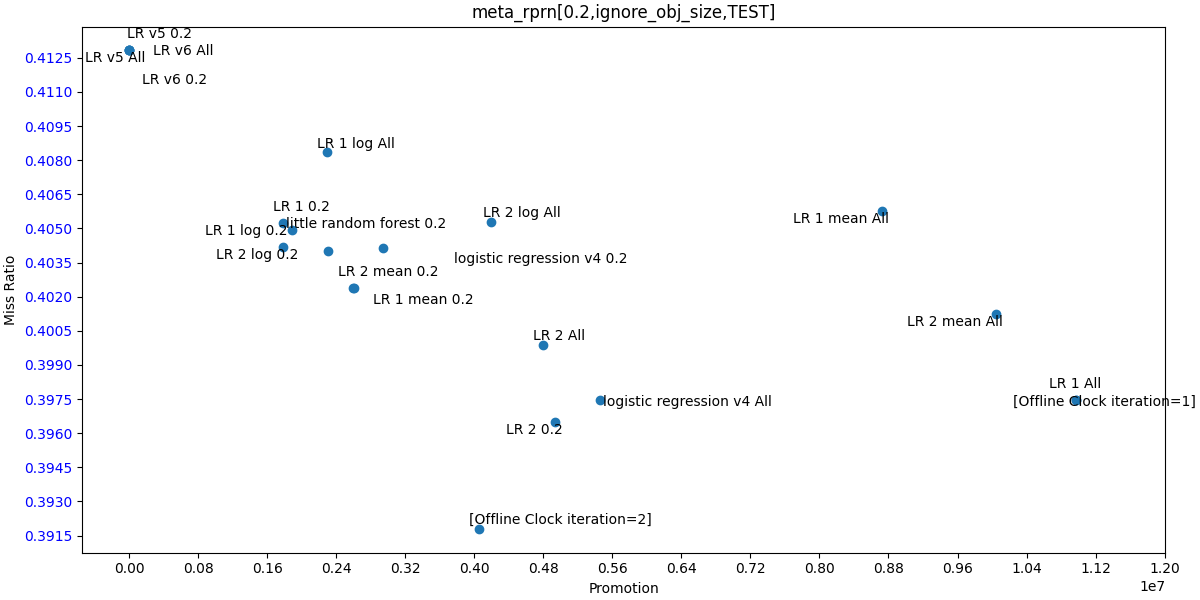 meta_rprn[0.2,ignore_obj_size,TEST]
LR v5 0.2
LR v6 All
LR v5 All
LR v6 0.2
LR 1 log All
LR 1 0.2
little random forest 0.2
LR 1 log 0.2
LR 2 log 0.2
LR 2 log All
LR 1 mean All
logistic regression v4 0.2
LR 2 mean 0.2
LR 1 mean 0.2
LR 2 mean All
LR 2 All
LR 1 All
logistic regression v4 All
[Offline Clock iteration=1]
LR 2 0.2
[Offline Clock iteration=2]
Miss Ratio
0.4125
0.4110
0.4095
0.4080
0.4065
0.4050
0.4035
0.4020
0.4005
0.3990
0.3975
0.3960
0.3945
0.3930
0.3915
0.00 0.08 0.16 0.24 0.32 0.40 0.48 0.56 0.64 0.72 0.80 0.88 0.96 1.04 1.12 1.20
1e7
Promotion